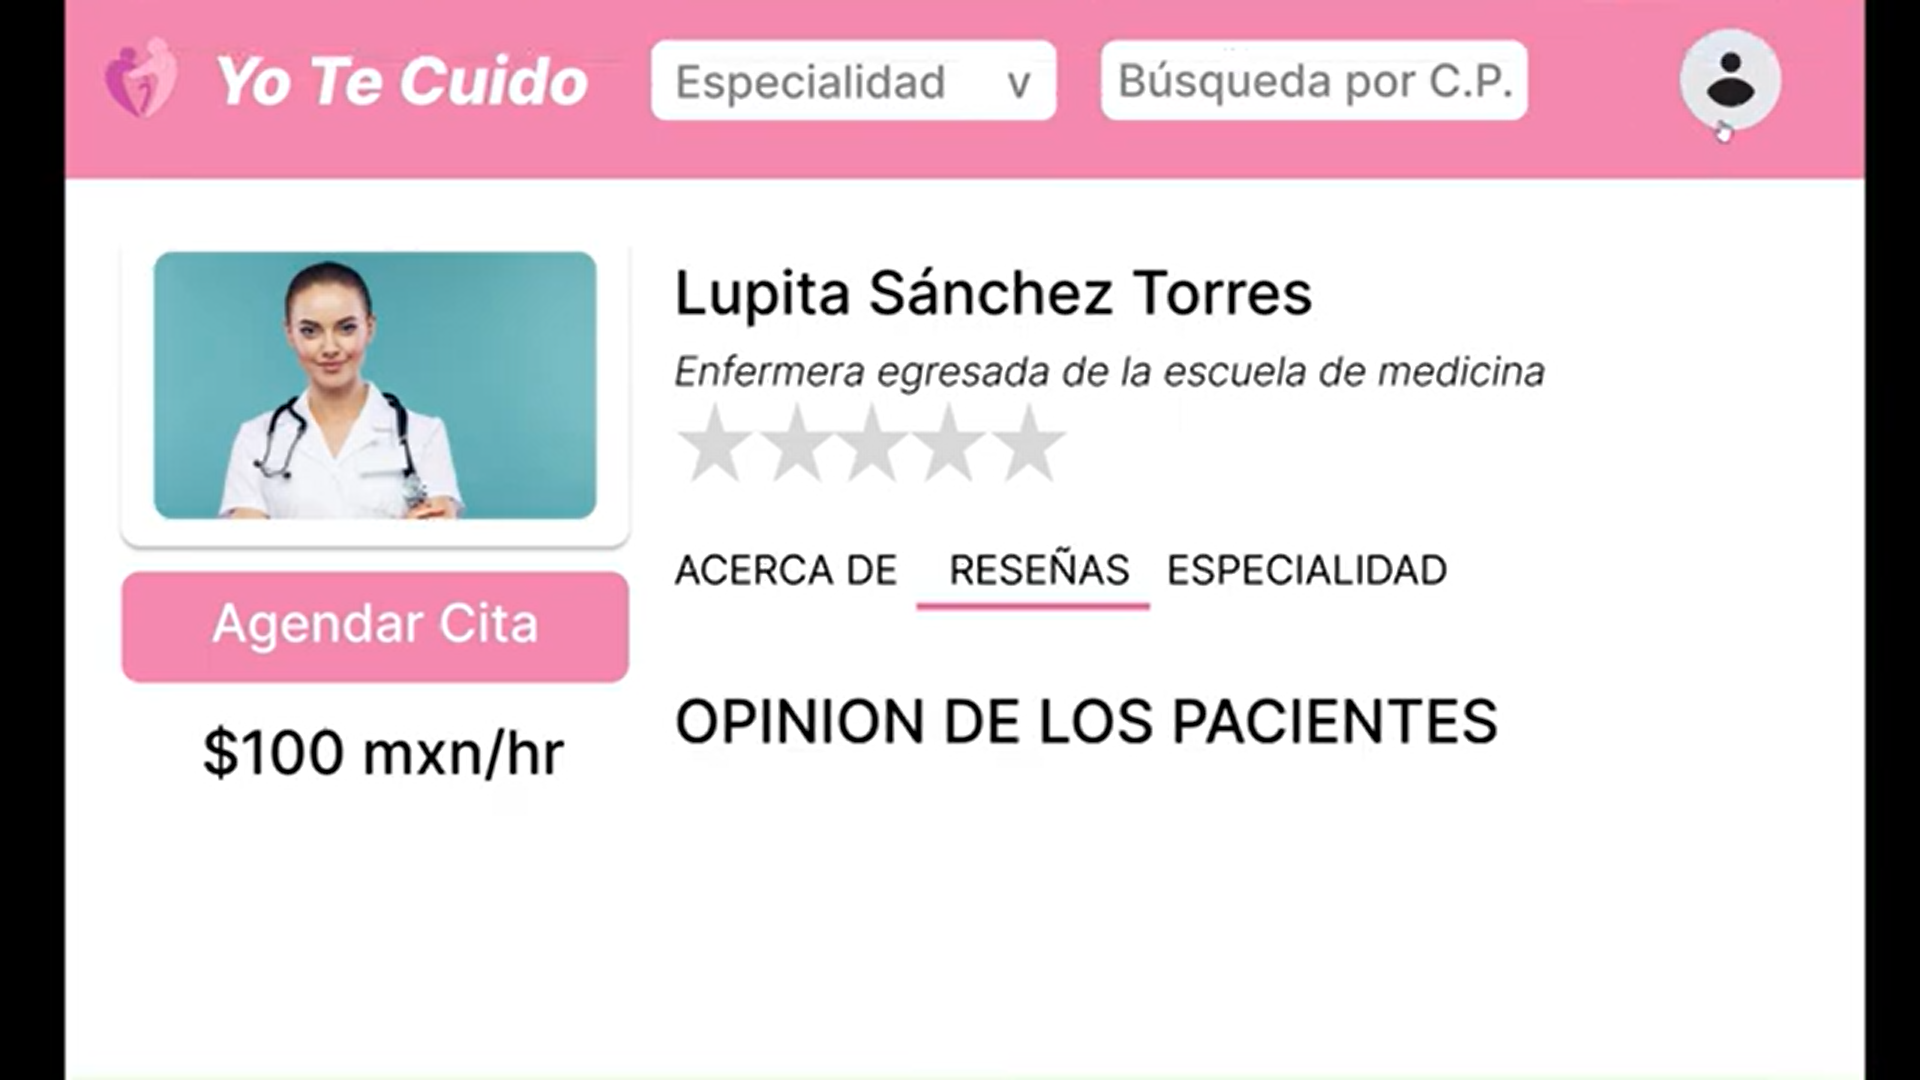 Yo Te Cuido
Especialidad v
Búsqueda por C.P.
Lupita Sánchez Torres
Enfermera egresada de la escuela de medicina
ACERCA DE RESEÑAS ESPECIALIDAD
Agendar Cita
$100 mxn/hr
OPINION DE LOS PACIENTES